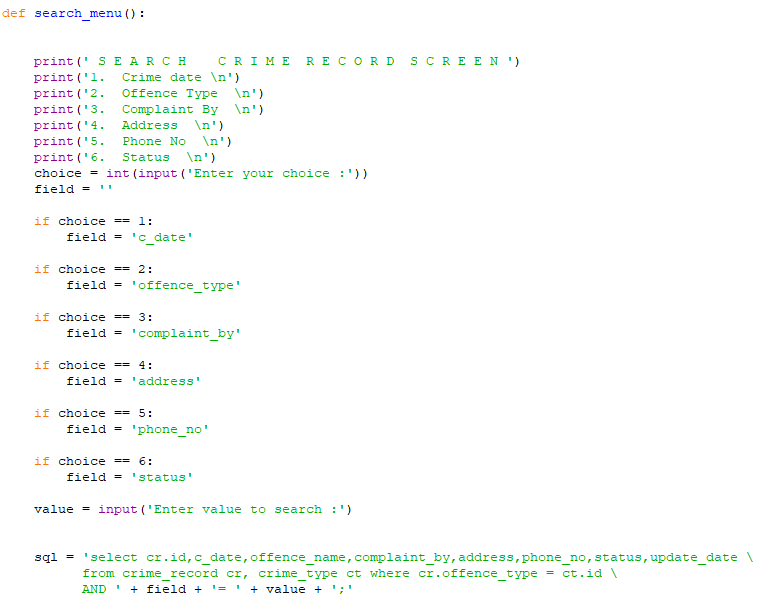 def search_menu():
    print(' S E A R C H    C R I M E  R E C O R D  S C R E E N ')
    print('1.  Crime date \n')
    print('2.  Offence Type  \n')
    print('3.  Complaint By  \n')
    print('4.  Address  \n')
    print('5.  Phone No  \n')
    print('6.  Status  \n')
    choice = int(input('Enter your choice :'))
    field = ''
    if choice == 1:
        field = 'c_date'
    if choice == 2:
        field = 'offence_type'
    if choice == 3:
        field = 'complaint_by'
    if choice == 4:
        field = 'address'
    if choice == 5:
        field = 'phone_no'
    if choice == 6:
        field = 'status'
    value = input('Enter value to search :')
    sql = 'select cr.id,c_date,offence_name,complaint_by,address,phone_no,status,update_date \
          from crime_record cr, crime_type ct where cr.offence_type = ct.id \
          AND ' + field + '= ' + value + ';'